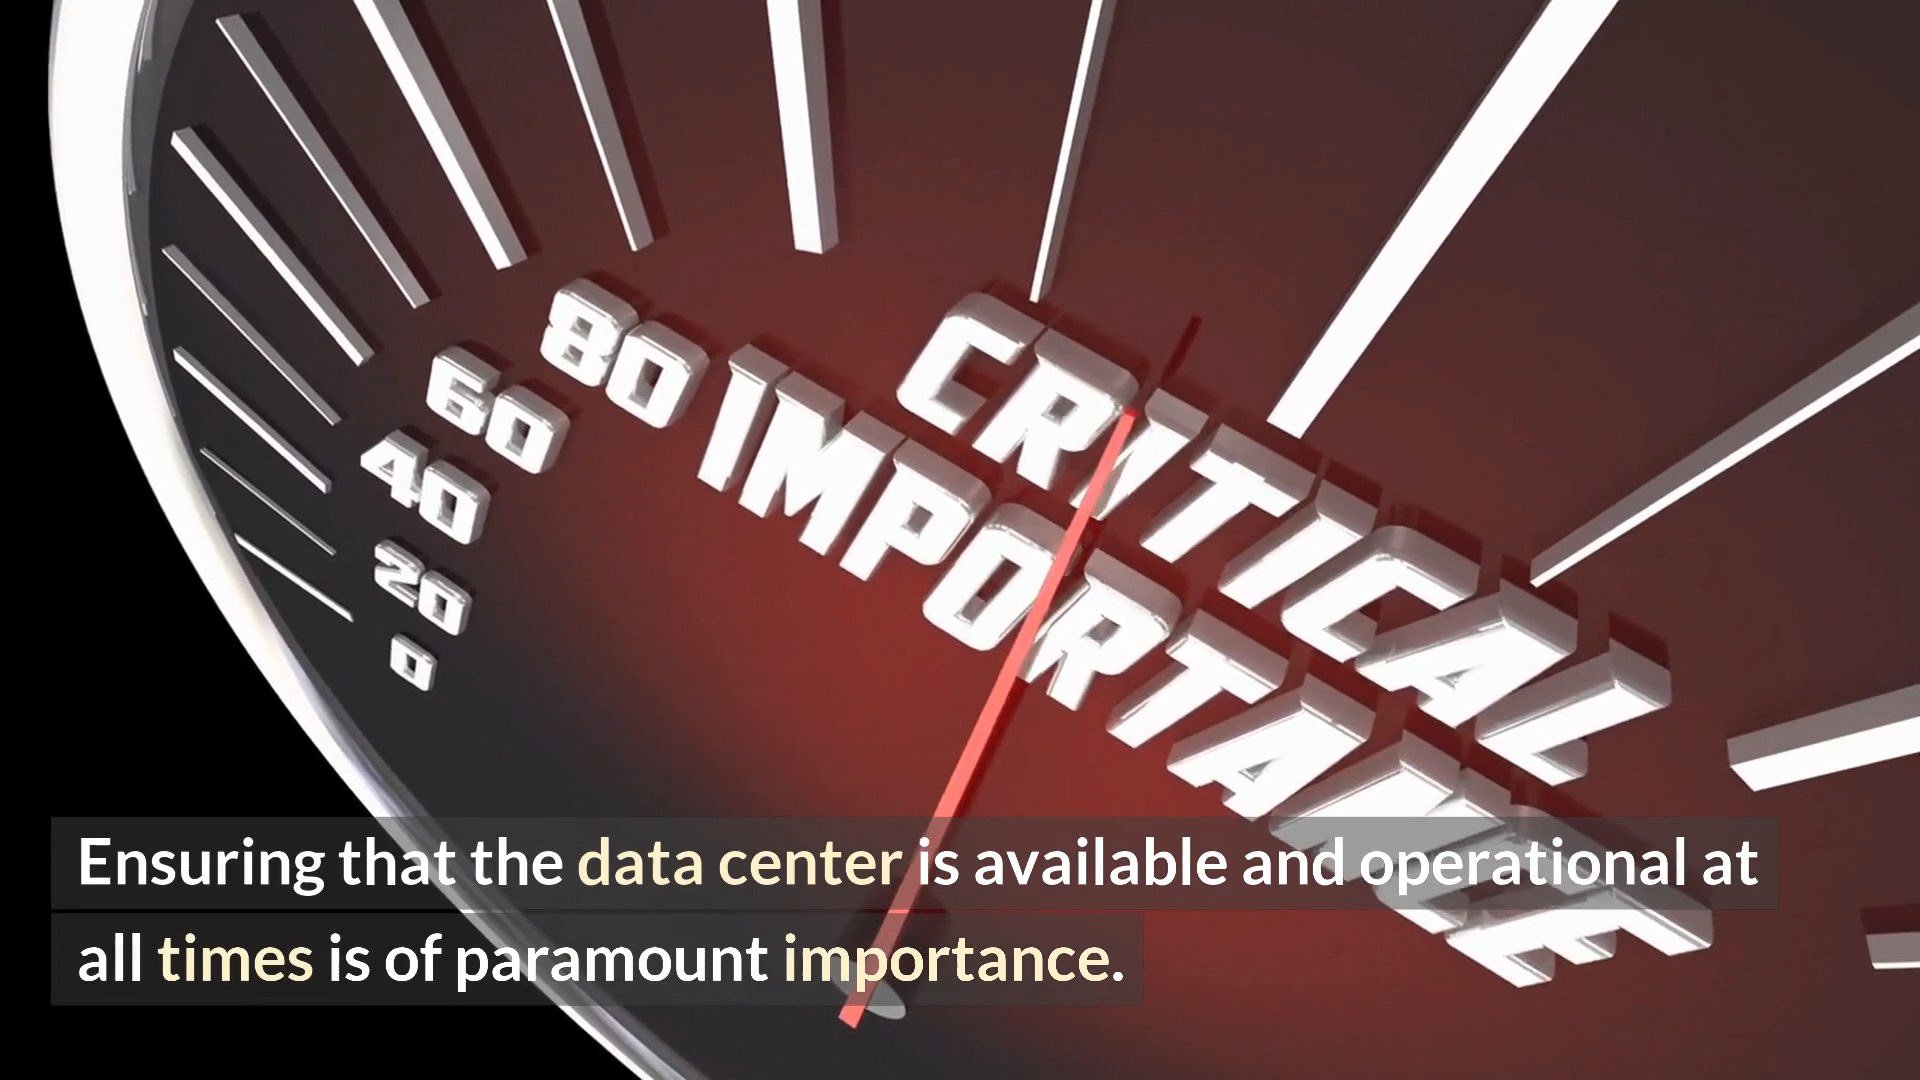 80
60
40
20
0
CRITICAL
IMPORTANCE
Ensuring that the data center is available and operational at
all times is of paramount importance.